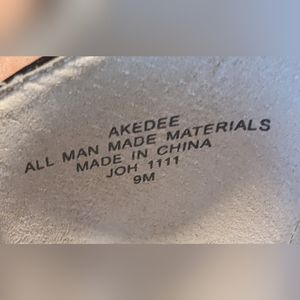 AKEDEE
ALL MAN MADE MATERIALS
MADE IN CHINA
JOH 1111
9M